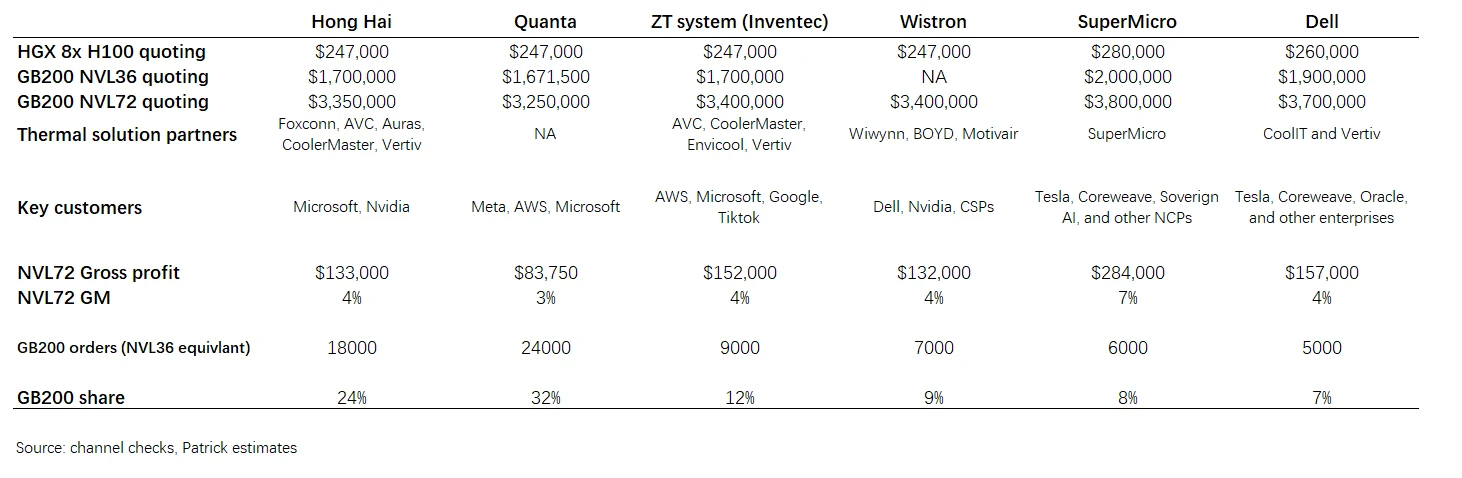 Hong Hai Quanta ZT system (Inventec) Wistron SuperMicro Dell
HGX 8x H100 quoting $247,000 $247,000 $247,000 $247,000 $280,000 $260,000
GB200 NVL36 quoting $1,700,000 $1,671,500 $1,700,000 NA $2,000,000 $1,900,000
GB200 NVL72 quoting $3,350,000 $3,250,000 $3,400,000 $3,400,000 $3,800,000 $3,700,000
Foxconn, AVC, Auras, AVC, CoolerMaster,
Thermal solution partners NA Wiwynn, BOYD, Motivair SuperMicro CoolIT and Vertiv
CoolerMaster, Vertiv Envicool, Vertiv
AWS, Microsoft, Google, Tesla, Coreweave, Soverign Tesla, Coreweave, Oracle,
Key customers Microsoft, Nvidia Meta, AWS, Microsoft Dell, Nvidia, CSPs
Tiktok AI, and other NCPs and other enterprises
NVL72 Gross profit $133,000 $83,750 $152,000 $132,000 $284,000 $157,000
NVL72 GM 4% 3% 4% 4% 7% 4%
GB200 orders (NVL36 equivlant) 18000 24000 9000 7000 6000 5000
GB200 share 24% 32% 12% 9% 8% 7%
Source: channel checks, Patrick estimates